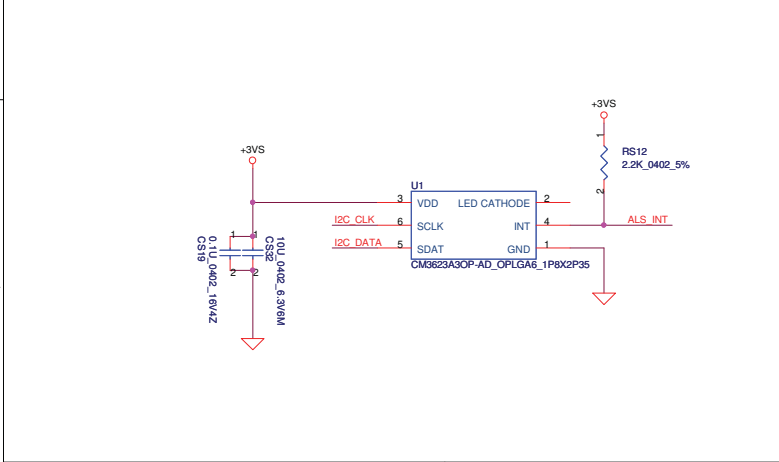 +3VS
1
RS12
2.2K_0402_5%
2
+3VS
U1
3 VDD LED CATHODE 2
I2C_CLK 6 SCLK INT 4 ALS_INT
I2C_DATA 5 SDAT GND 1
CM3623A3OP-AD_OPLGA6_1P8X2P35
1 1
2 2
0.1U_0402_16V4Z
CS19
10U_0402_6.3V6M